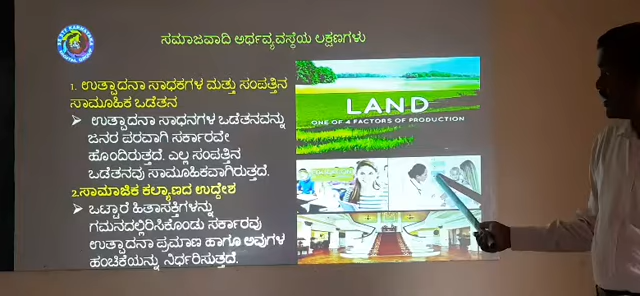 ಸಮಾಜವಾದಿ ಅರ್ಥವ್ಯವಸ್ಥೆಯ ಲಕ್ಷಣಗಳು
1. ಉತ್ಪಾದನಾ ಸಾಧಕಗಳ ಮತ್ತು ಸಂಪತ್ತಿನ
ಸಾಮೂಹಿಕ ಒಡೆತನ
➤ ಉತ್ಪಾದನಾ ಸಾಧನಗಳ ಒಡೆತನವನ್ನು
ಜನರ ಪರವಾಗಿ ಸರ್ಕಾರವೇ
ಹೊಂದಿರುತ್ತದೆ. ಎಲ್ಲ ಸಂಪತ್ತಿನ
ಒಡೆತನವು ಸಾಮೂಹಿಕವಾಗಿರುತ್ತದೆ.
2.ಸಾಮಾಜಿಕ ಕಲ್ಯಾಣದ ಉದ್ದೇಶ
➤ ಒಟ್ಟಾರೆ ಹಿತಾಸಕ್ತಿಗಳನ್ನು
ಗಮನದಲ್ಲಿರಿಸಿಕೊಂಡು ಸರ್ಕಾರವು
ಉತ್ಪಾದನಾ ಪ್ರಮಾಣ ಹಾಗೂ ಅವುಗಳ
ಹಂಚಿಕೆಯನ್ನು ನಿರ್ಧರಿಸುತ್ತದೆ.
LAND
ONE OF 4 FACTORS OF PRODUCTION